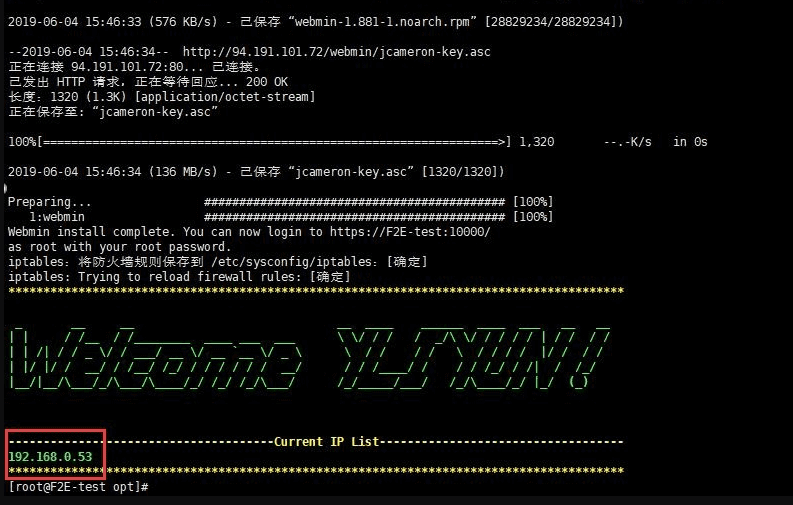 2019-06-04 15:46:33 (576 KB/s) - 已保存 “webmin-1.881-1.noarch.rpm” [28829234/28829234])
--2019-06-04 15:46:34--  http://94.191.101.72/webmin/jcameron-key.asc
正在连接 94.191.101.72:80... 已连接。
已发出 HTTP 请求，正在等待回应... 200 OK
长度：1320 (1.3K) [application/octet-stream]
正在保存至: “jcameron-key.asc”
100%[=================================================================>] 1,320       --.-K/s   in 0s
2019-06-04 15:46:34 (136 MB/s) - 已保存 “jcameron-key.asc” [1320/1320])
Preparing...                ########################################### [100%]
   1:webmin                 ########################################### [100%]
Webmin install complete. You can now login to https://F2E-test:10000/
as root with your root password.
iptables：将防火墙规则保存到 /etc/sysconfig/iptables：[确定]
iptables: Trying to reload firewall rules: [确定]
****************************************************************************************
Welcome
--------------------------------------Current IP List-----------------------------------
192.168.0.53
****************************************************************************************
[root@F2E-test opt]#